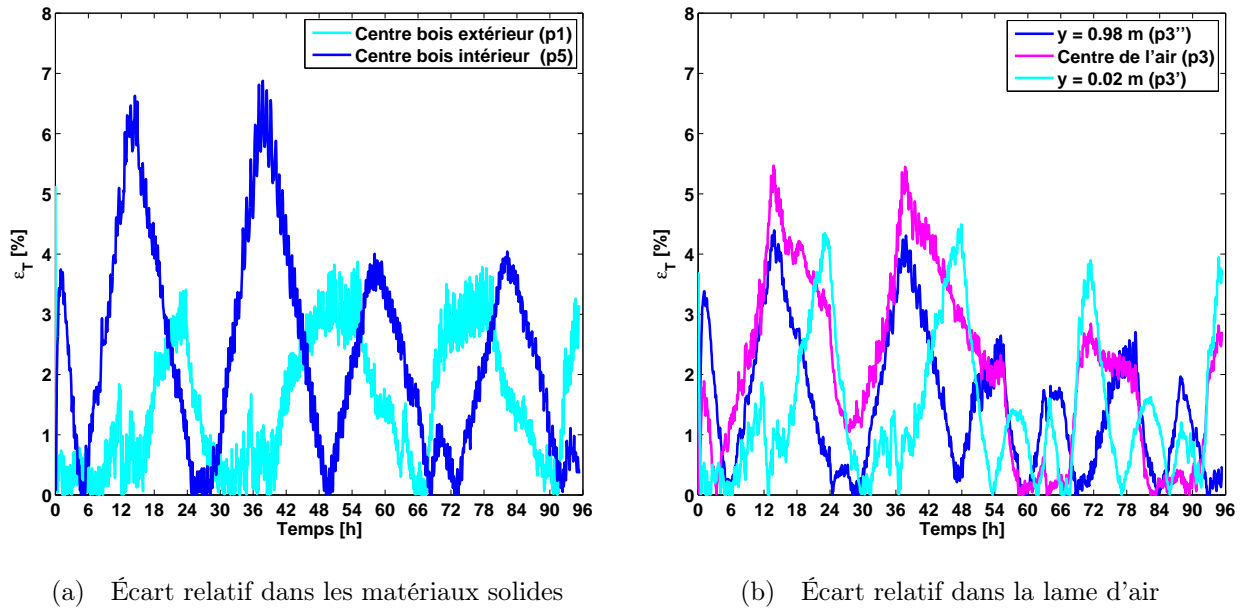 8
7
6
5
4
3
2
1
0
ε_T [%]
Centre bois extérieur (p1)
Centre bois intérieur (p5)
0 6 12 18 24 30 36 42 48 54 60 66 72 78 84 90 96
Temps [h]
(a) Écart relatif dans les matériaux solides
8
7
6
5
4
3
2
1
0
ε_T [%]
y = 0.98 m (p3’’)
Centre de l’air (p3)
y = 0.02 m (p3’)
0 6 12 18 24 30 36 42 48 54 60 66 72 78 84 90 96
Temps [h]
(b) Écart relatif dans la lame d’air